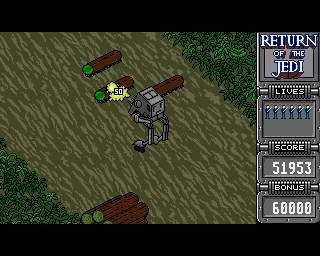 RETURN
OF THE
JEDI
LIVES
50
SCORE
51953
BONUS
60000